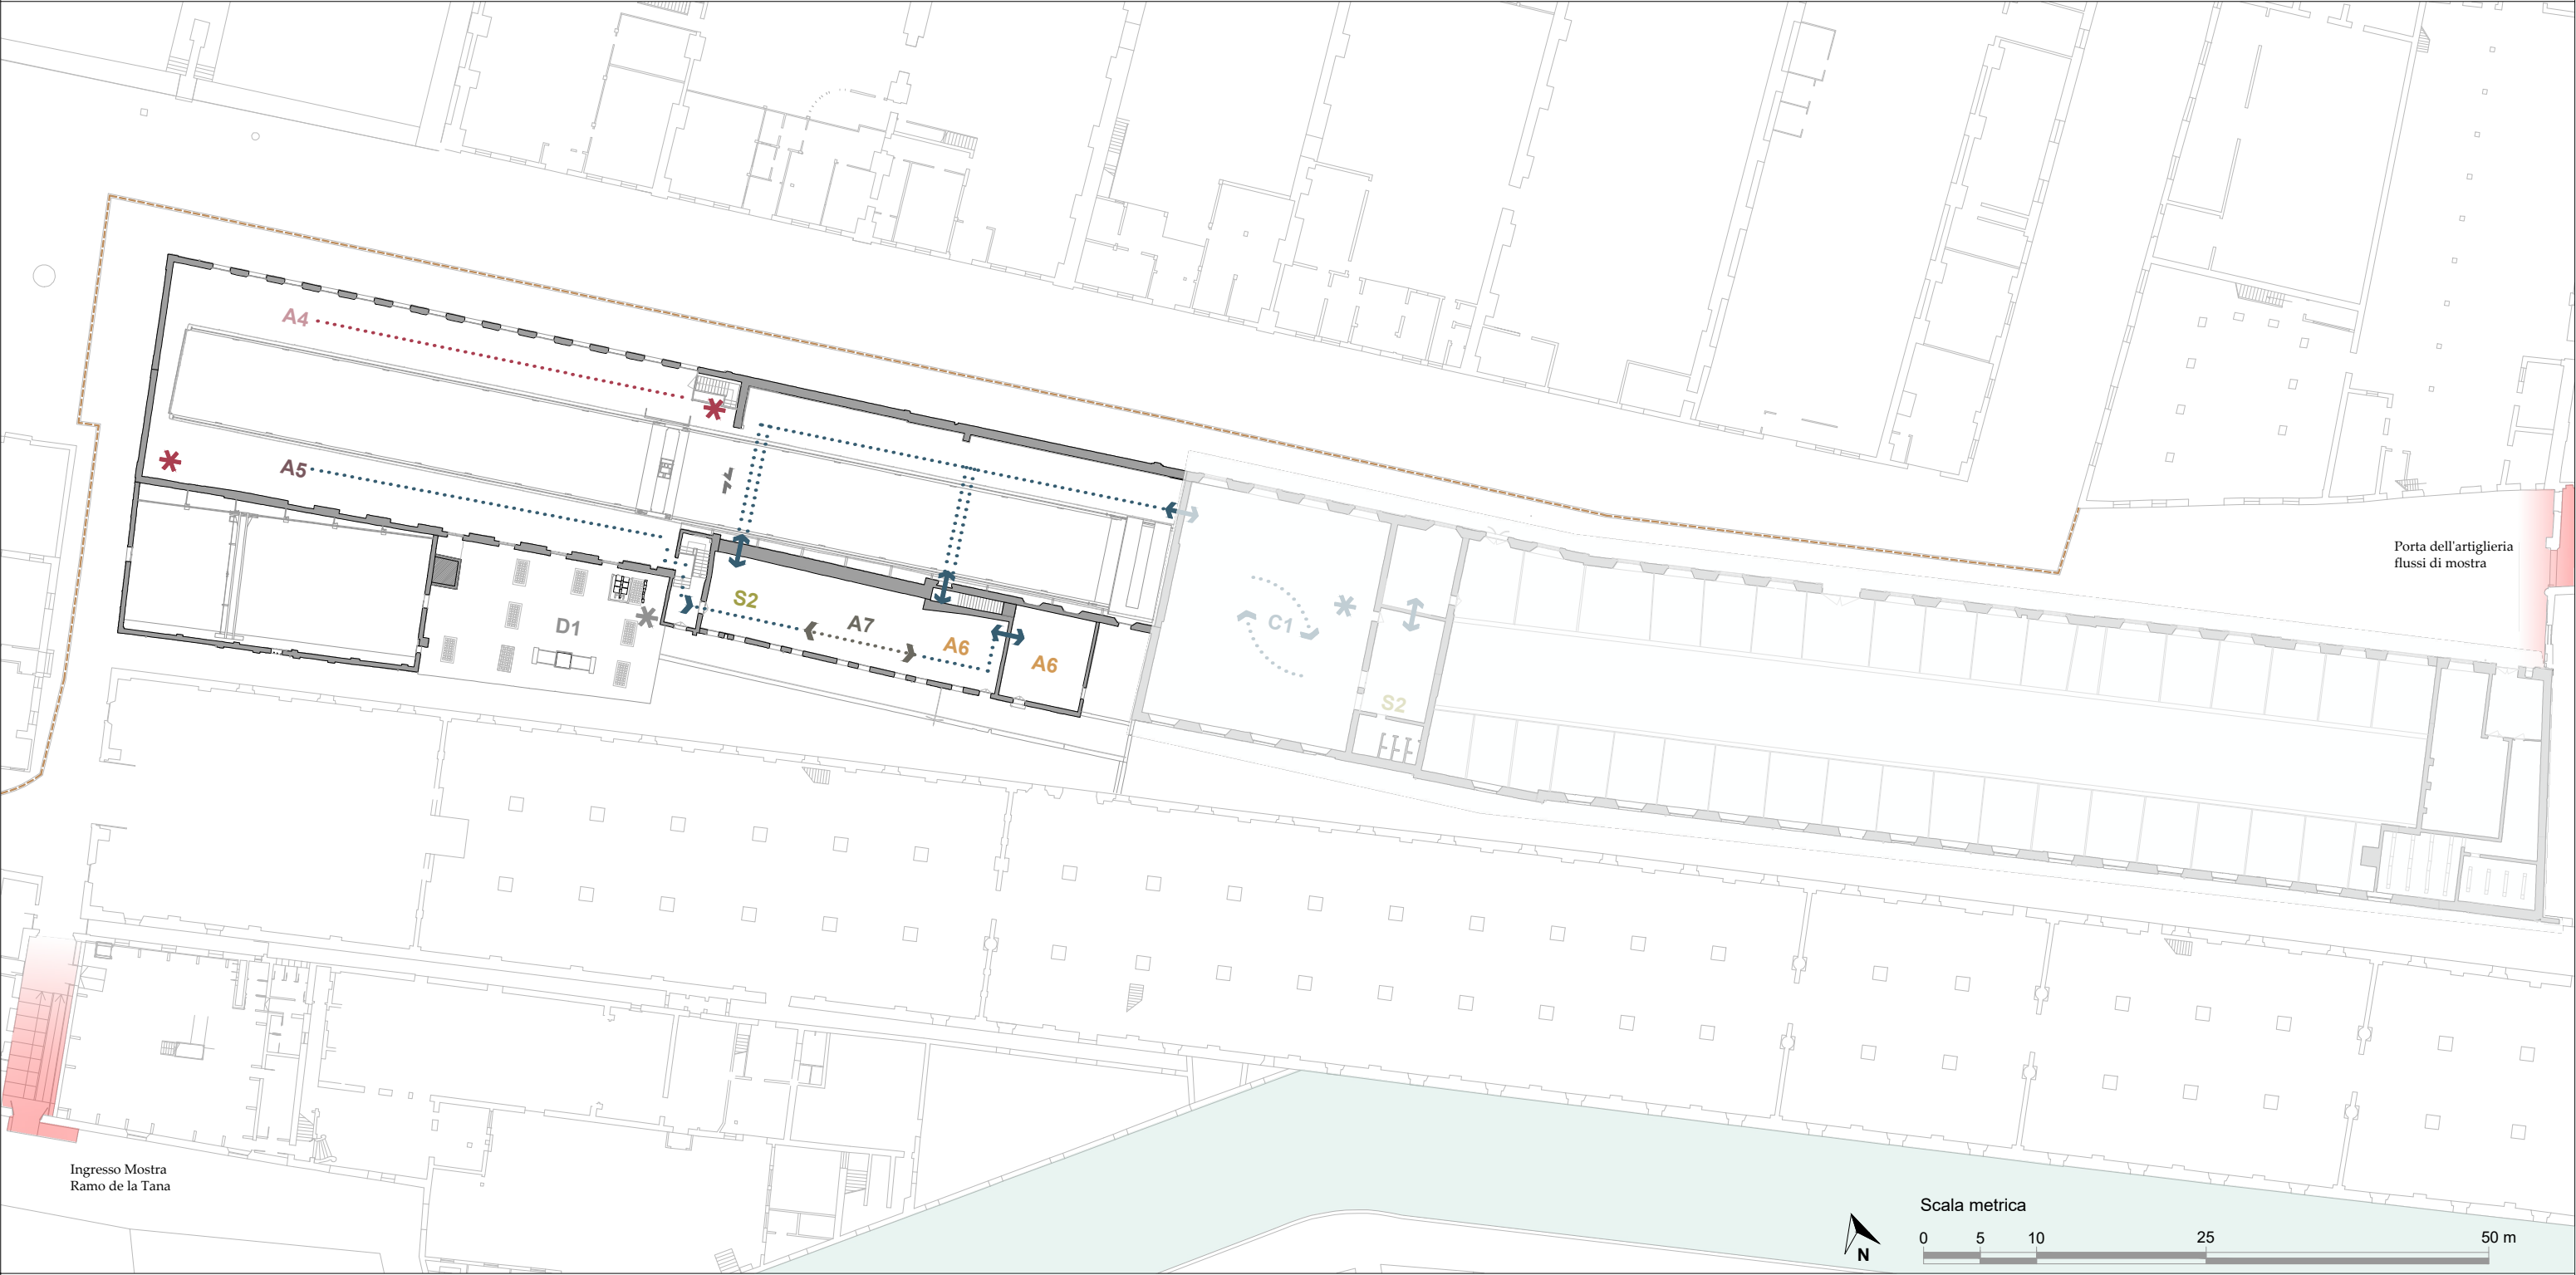 A4
A5
Porta dell'artiglieria
flussi di mostra
S2
D1
A7
A6
A6
C1
S2
Ingresso Mostra
Ramo de la Tana
Scala metrica
N
0 5 10 25 50 m